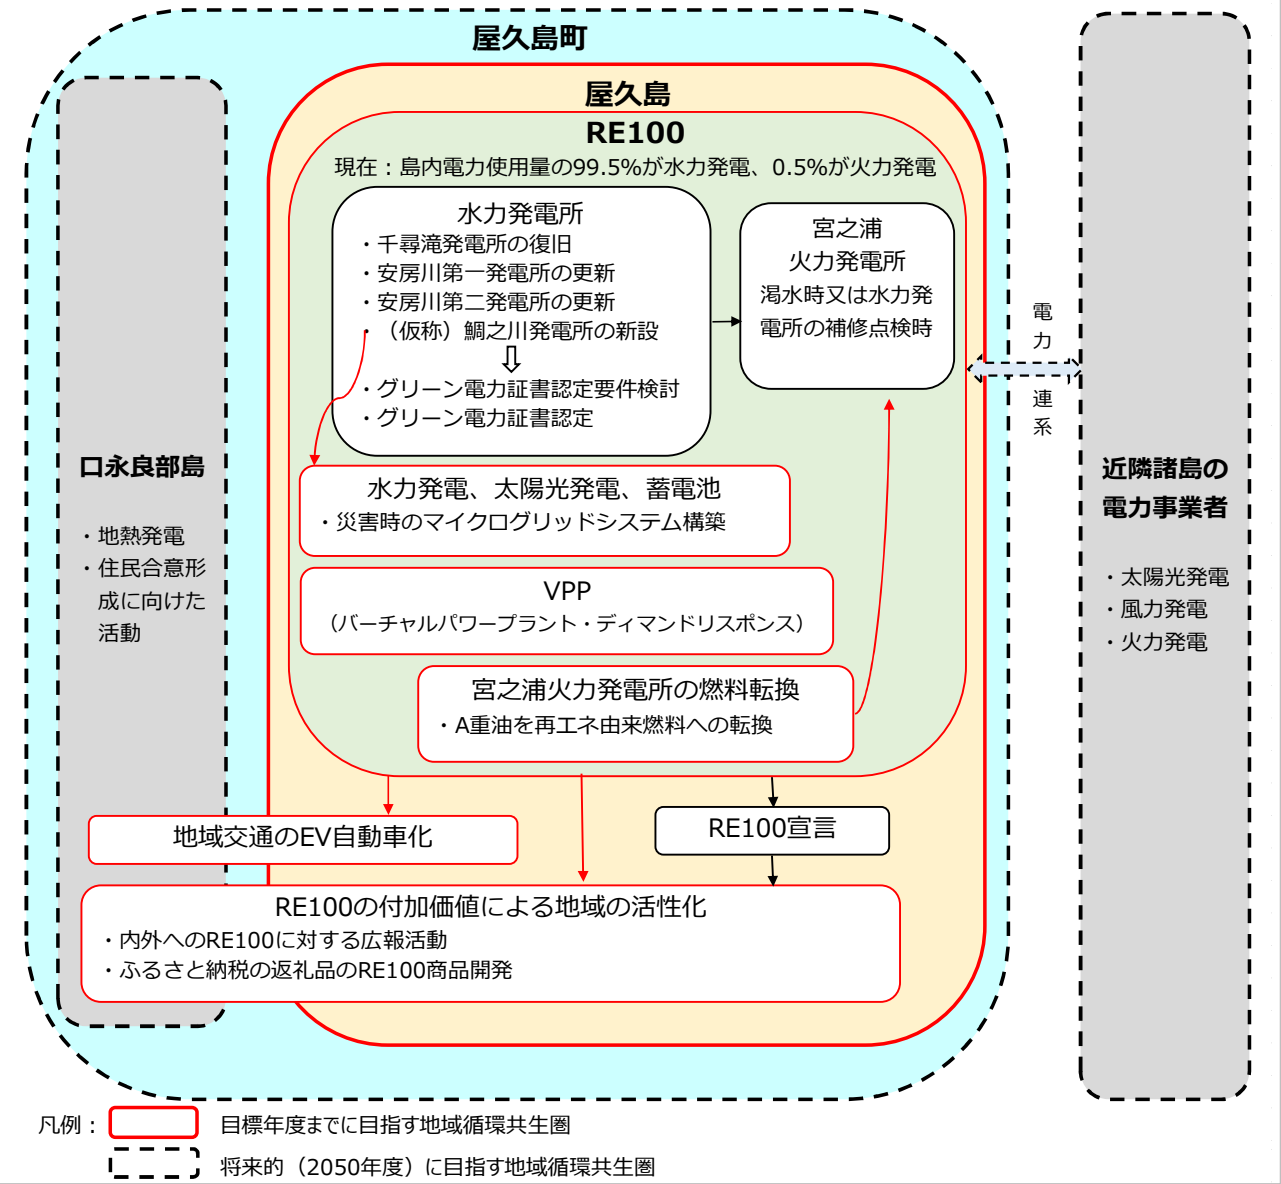 屋久島町
屋久島
RE100
現在：島内電力使用量の99.5%が水力発電、0.5%が火力発電
水力発電所
・千尋滝発電所の復旧
・安房川第一発電所の更新
・安房川第二発電所の更新
・（仮称）鯛之川発電所の新設
・グリーン電力証書認定要件検討
・グリーン電力証書認定
宮之浦
火力発電所
渇水時又は水力発
電所の補修点検時
水力発電、太陽光発電、蓄電池
・災害時のマイクログリッドシステム構築
VPP
（バーチャルパワープラント・ディマンドリスポンス）
宮之浦火力発電所の燃料転換
・A重油を再エネ由来燃料への転換
地域交通のEV自動車化
RE100宣言
RE100の付加価値による地域の活性化
・内外へのRE100に対する広報活動
・ふるさと納税の返礼品のRE100商品開発
口永良部島
・地熱発電
・住民合意形
成に向けた
活動
電
力
連
系
近隣諸島の
電力事業者
・太陽光発電
・風力発電
・火力発電
凡例：
目標年度までに目指す地域循環共生圏
将来的（2050年度）に目指す地域循環共生圏